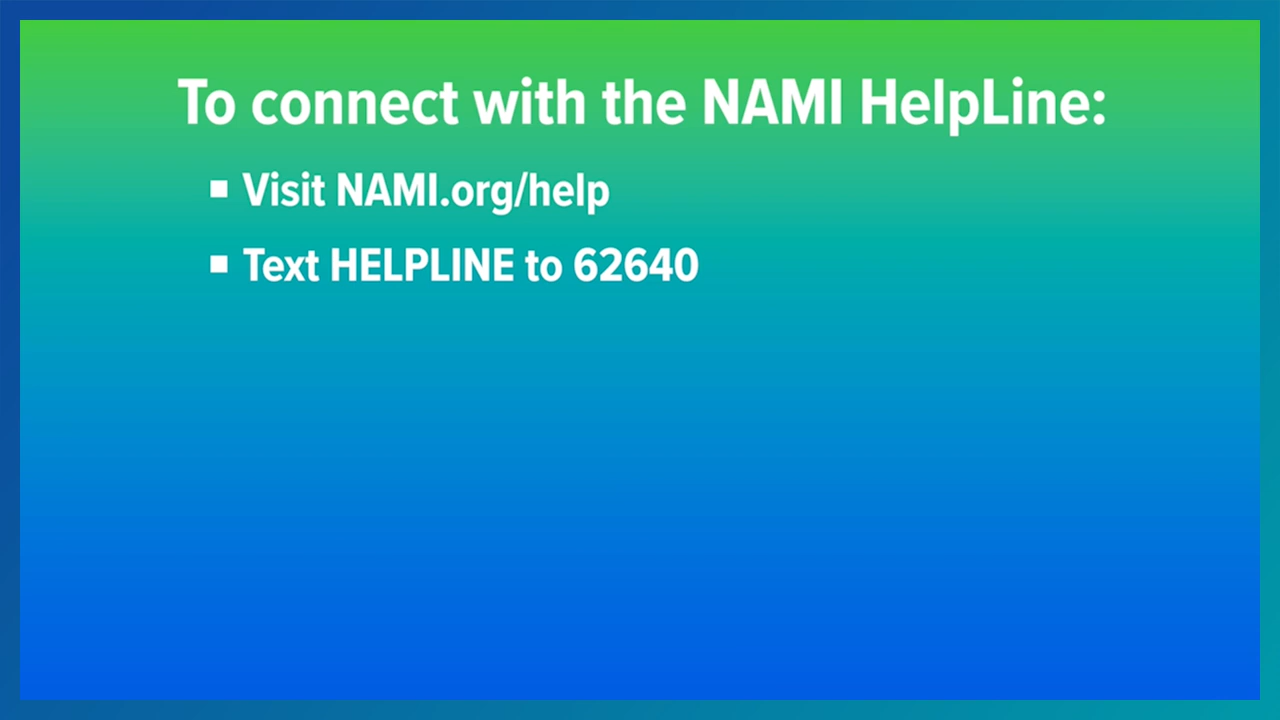 To connect with the NAMI HelpLine:
▪ Visit NAMI.org/help
▪ Text HELPLINE to 62640